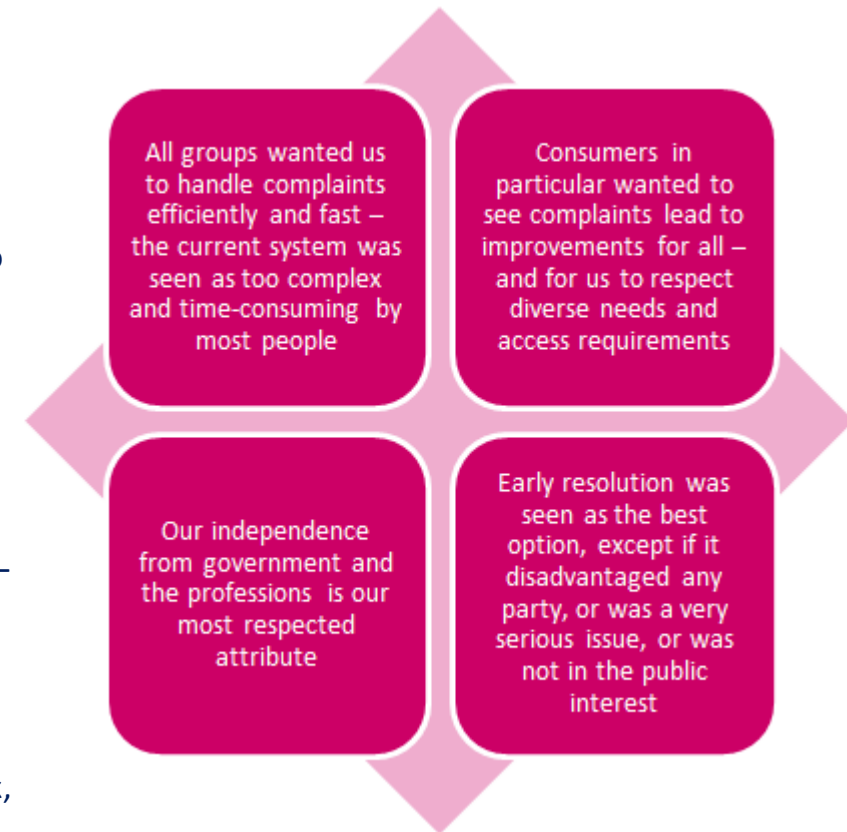 All groups wanted us
to handle complaints
efficiently and fast –
the current system was
seen as too complex
and time-consuming by
most people
Consumers in
particular wanted to
see complaints lead to
improvements for all –
and for us to respect
diverse needs and
access requirements
Our independence
from government and
the professions is our
most respected
attribute
Early resolution was
seen as the best
option, except if it
disadvantaged any
party, or was a very
serious issue, or was
not in the public
interest